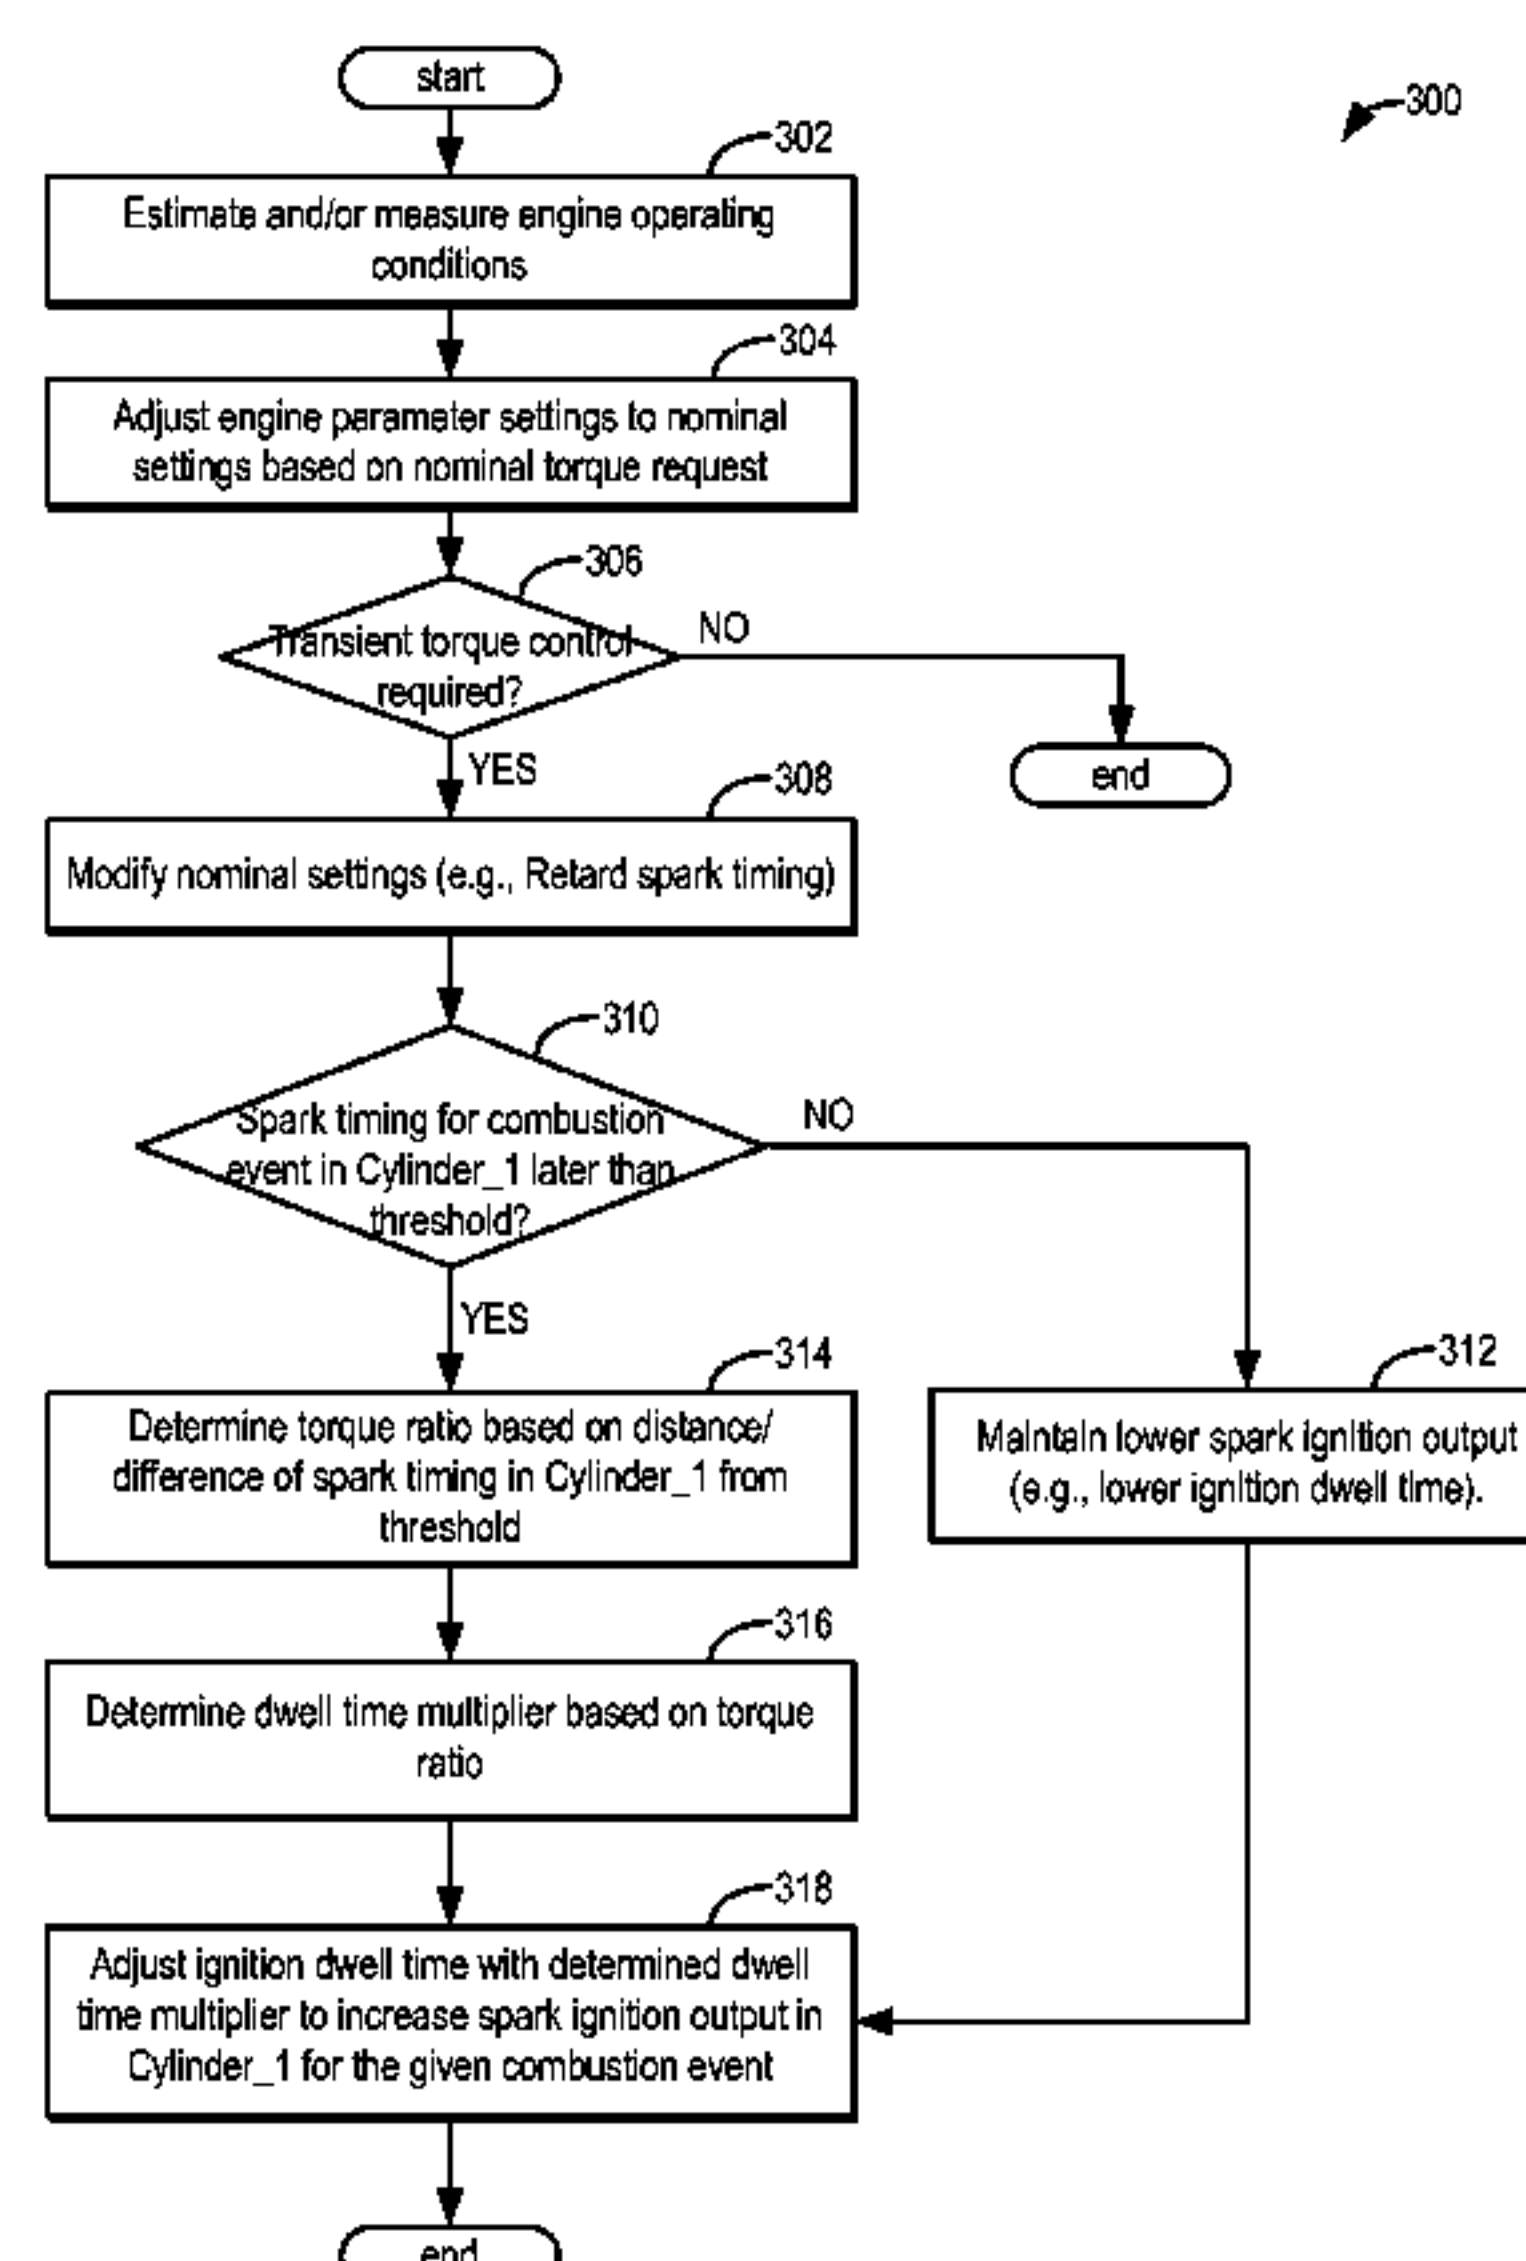 start
300
302
Estimate and/or measure engine operating
conditions
304
Adjust engine parameter settings to nominal
settings based on nominal torque request
306
Transient torque control
required?
NO
end
YES
308
Modify nominal settings (e.g., Retard spark timing)
310
Spark timing for combustion
event in Cylinder_1 later than
threshold?
NO
YES
314
Determine torque ratio based on distance/
difference of spark timing in Cylinder_1 from
threshold
312
Maintain lower spark ignition output
(e.g., lower ignition dwell time).
316
Determine dwell time multiplier based on torque
ratio
318
Adjust ignition dwell time with determined dwell
time multiplier to increase spark ignition output in
Cylinder_1 for the given combustion event
end